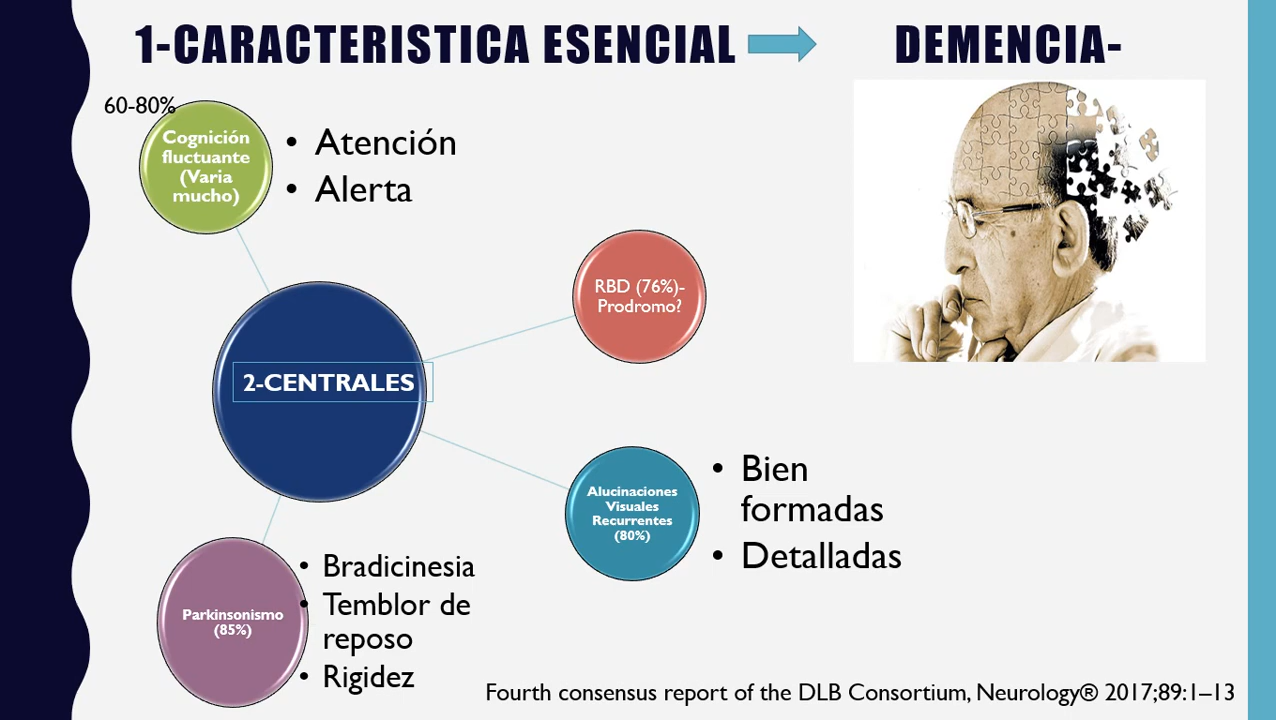 1-CARACTERISTICA ESENCIAL
DEMENCIA-
60-80%
Cognición
fluctuante
(Varia
mucho)
• Atención
• Alerta
RBD (76%)-
Prodromo?
2-CENTRALES
Alucinaciones
Visuales
Recurrentes
(80%)
• Bien
formadas
• Detalladas
Parkinsonismo
(85%)
• Bradicinesia
• Temblor de
reposo
• Rigidez
Fourth consensus report of the DLB Consortium, Neurology® 2017;89:1–13